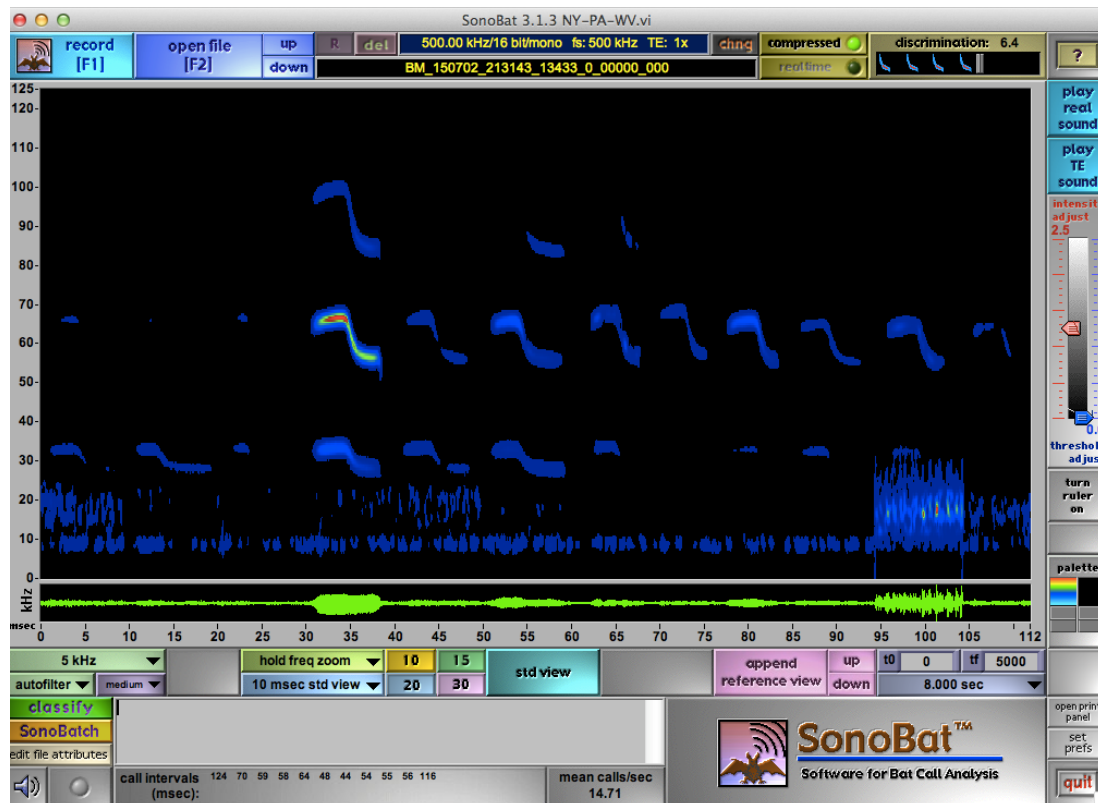 SonoBat 3.1.3 NY-PA-WV.vi
record
[F1]
open file
[F2]
up
down
R
del
500.00 kHz/16 bit/mono fs: 500 kHz TE: 1x
chng
compressed
realtime
discrimination: 6.4
?
BM_150702_213143_13433_0_00000_000
125-
120-
110-
100-
90-
80-
70-
60-
50-
40-
30-
20-
10-
0-
kHz
play
real
sound
play
TE
sound
intensit
adjust
2.5
0.
threshol
adjus
turn
ruler
on
palette
msec
0 5 10 15 20 25 30 35 40 45 50 55 60 65 70 75 80 85 90 95 100 105 112
5 kHz
autofilter
medium
hold freq zoom
10 msec std view
10
15
20
30
std view
append
reference view
up
down
t0 0 tf 5000
8.000 sec
classify
SonoBatch
edit file attributes
call intervals 124 70 59 58 64 48 44 54 55 56 116
(msec):
mean calls/sec
14.71
SonoBat™
Software for Bat Call Analysis
open prin
panel
set
prefs
quit